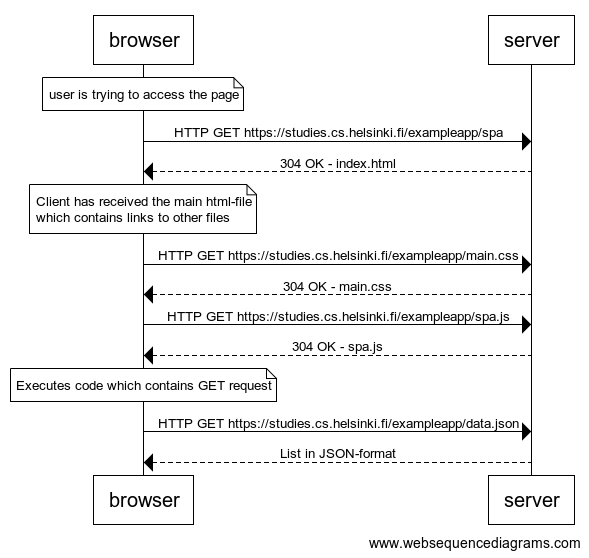 browser
server
user is trying to access the page
HTTP GET https://studies.cs.helsinki.fi/exampleapp/spa
304 OK - index.html
Client has received the main html-file
which contains links to other files
HTTP GET https://studies.cs.helsinki.fi/exampleapp/main.css
304 OK - main.css
HTTP GET https://studies.cs.helsinki.fi/exampleapp/spa.js
304 OK - spa.js
Executes code which contains GET request
HTTP GET https://studies.cs.helsinki.fi/exampleapp/data.json
List in JSON-format
browser
server
www.websequencediagrams.com